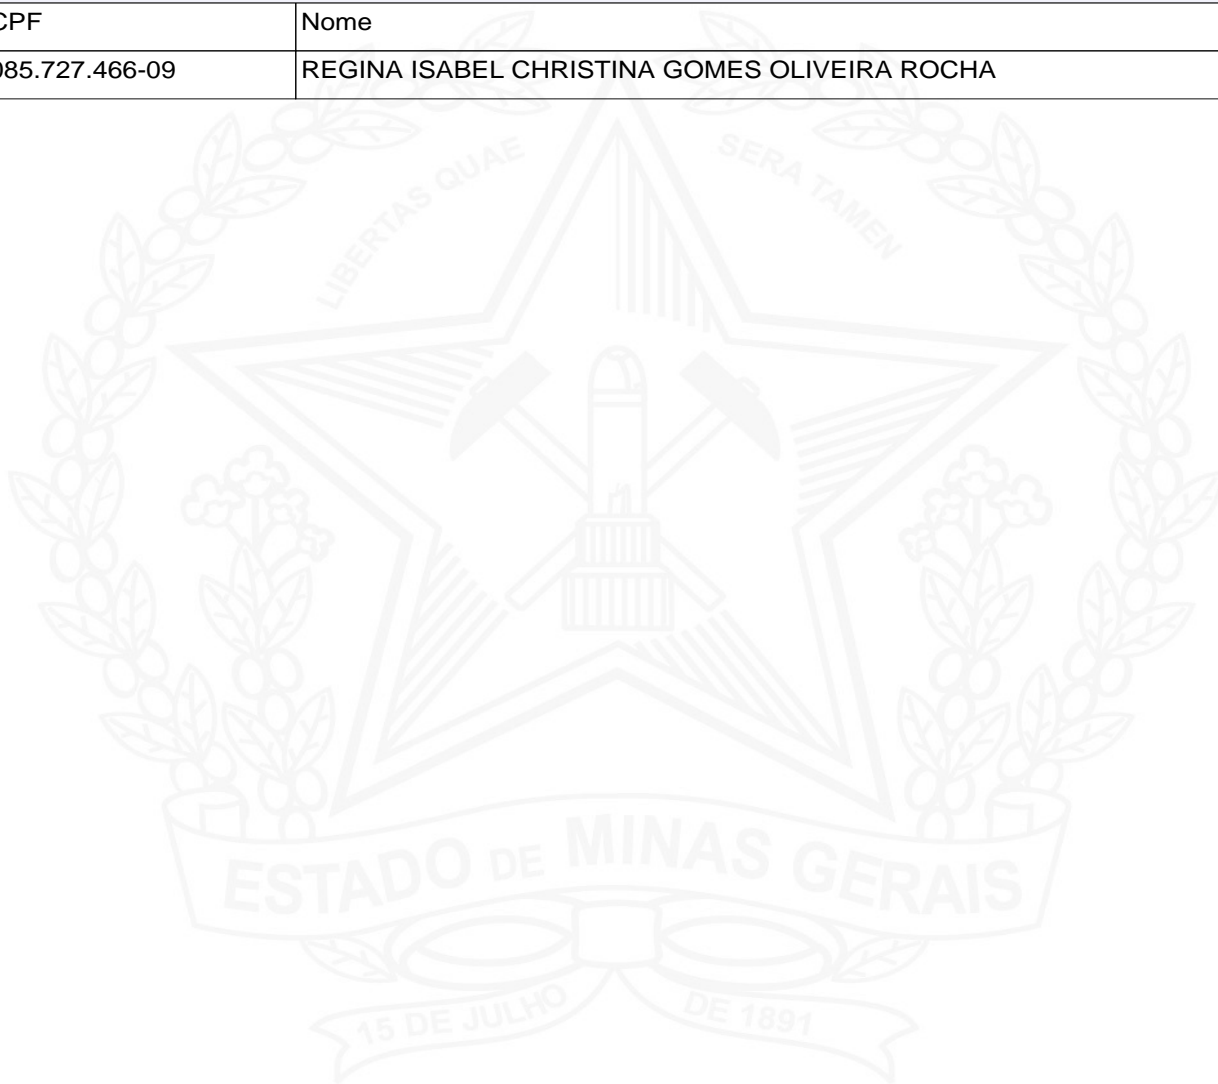 CPF Nome
085.727.466-09 REGINA ISABEL CHRISTINA GOMES OLIVEIRA ROCHA
LIBERTAS QUAE SERA TAMEN
ESTADO DE MINAS GERAIS
15 DE JULHO DE 1891